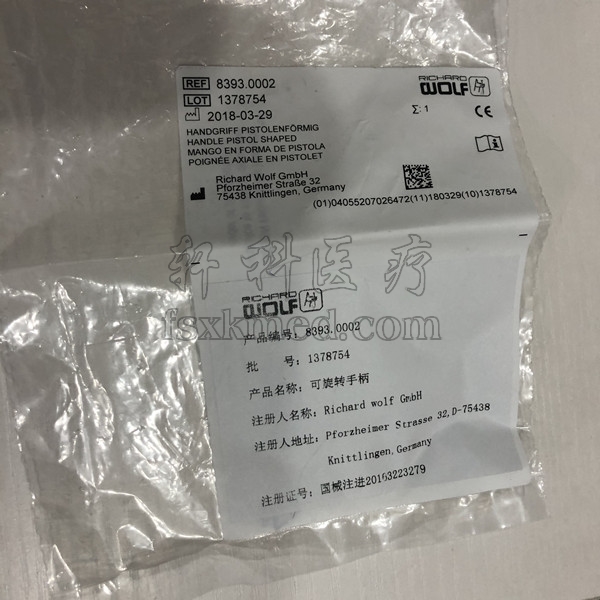 REF 8393.0002
RICHARD WOLF
LOT 1378754
2018-03-29
Σ: 1
CE
HANDGRIFF PISTOLENFÖRMIG
HANDLE PISTOL SHAPED
MANGO EN FORMA DE PISTOLA
POIGNÉE AXIALE EN PISTOLET
Richard Wolf GmbH
Pforzheimer Straße 32
75438 Knittlingen, Germany
(01)04055207026472(11)180329(10)1378754
轩科医疗
fsxkmed.com
RICHARD WOLF
产品编号: 8393.0002
批 号: 1378754
产品名称: 可旋转手柄
注册人名称: Richard wolf GmbH
注册人地址: Pforzheimer Strasse 32,D-75438
Knittlingen,Germany
注册证号: 国械注进20163223279